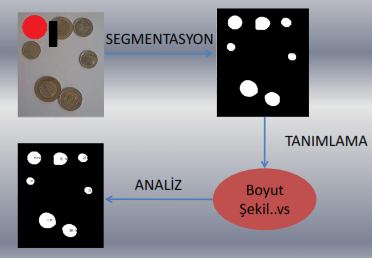 SEGMENTASYON
TANIMLAMA
ANALİZ
Boyut
Şekil..vs